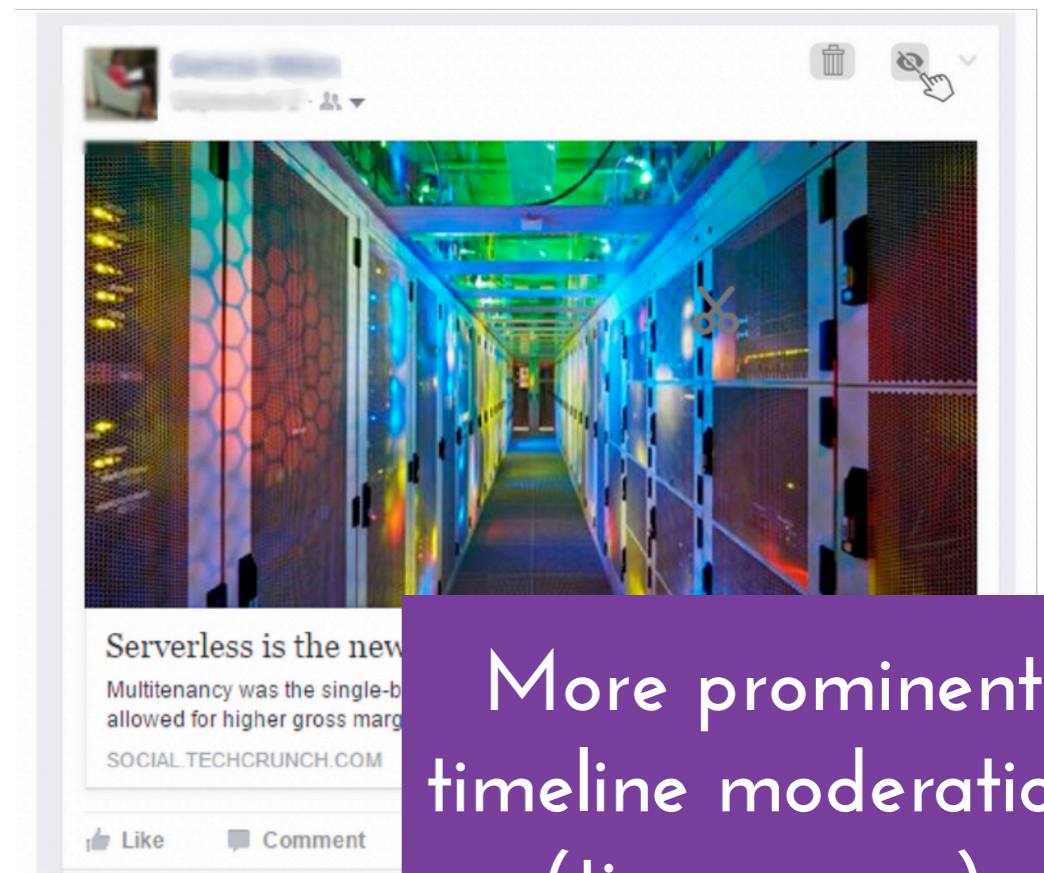 Serverless is the new
Multitenancy was the single-b
allowed for higher gross marg
SOCIAL.TECHCRUNCH.COM
Like Comment
More prominent
timeline moderatio